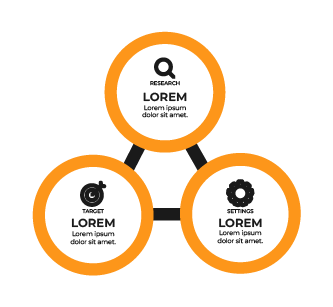 RESEARCH
LOREM
Lorem ipsum
dolor sit amet.
TARGET
LOREM
Lorem ipsum
dolor sit amet.
SETTINGS
LOREM
Lorem ipsum
dolor sit amet.